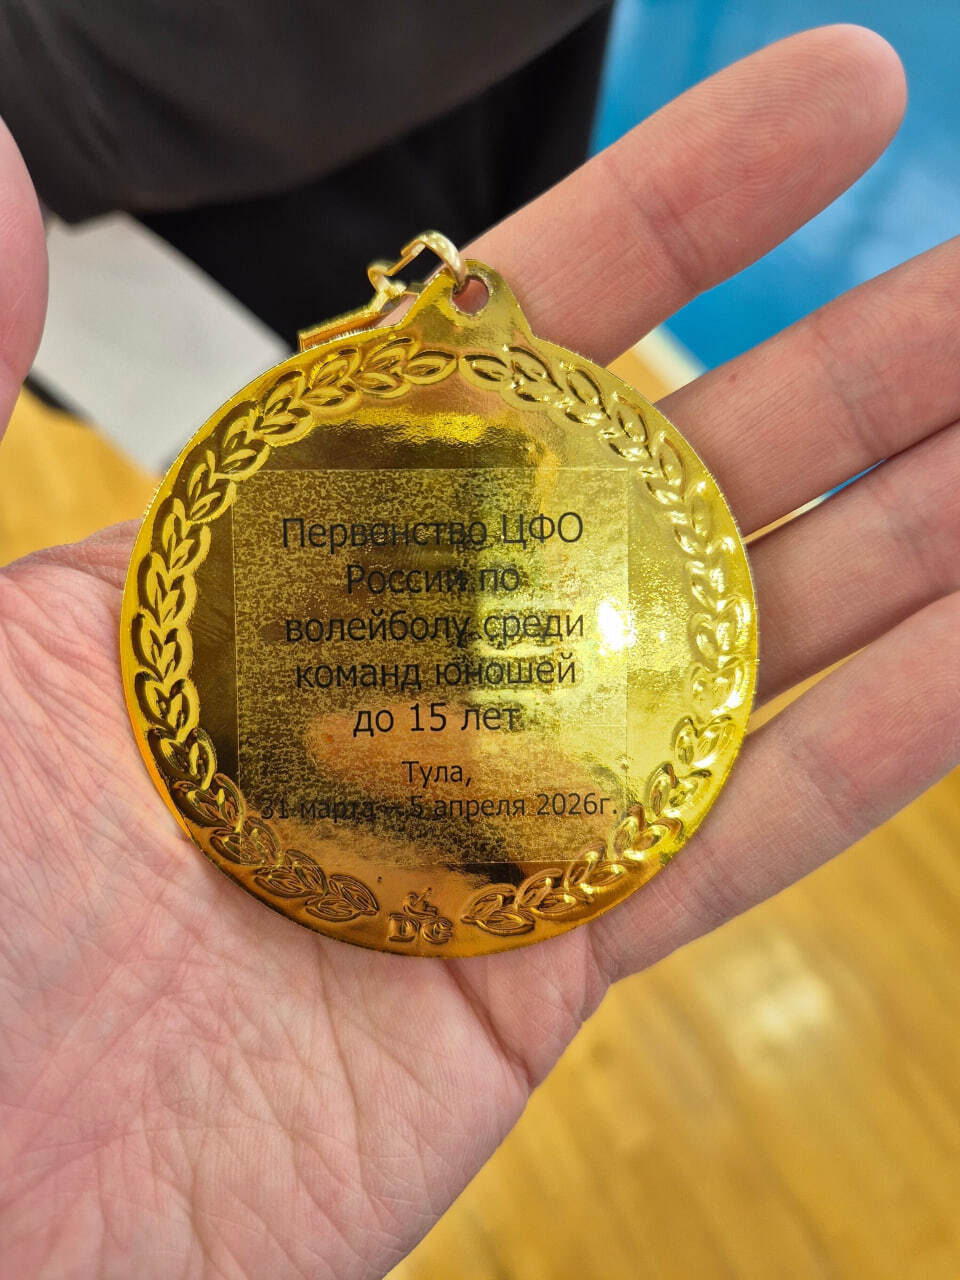 Первенство ЦФО
России по
волейболу среди
команд юношей
до 15 лет
Тула,
31 марта – 5 апреля 2026г.
DC